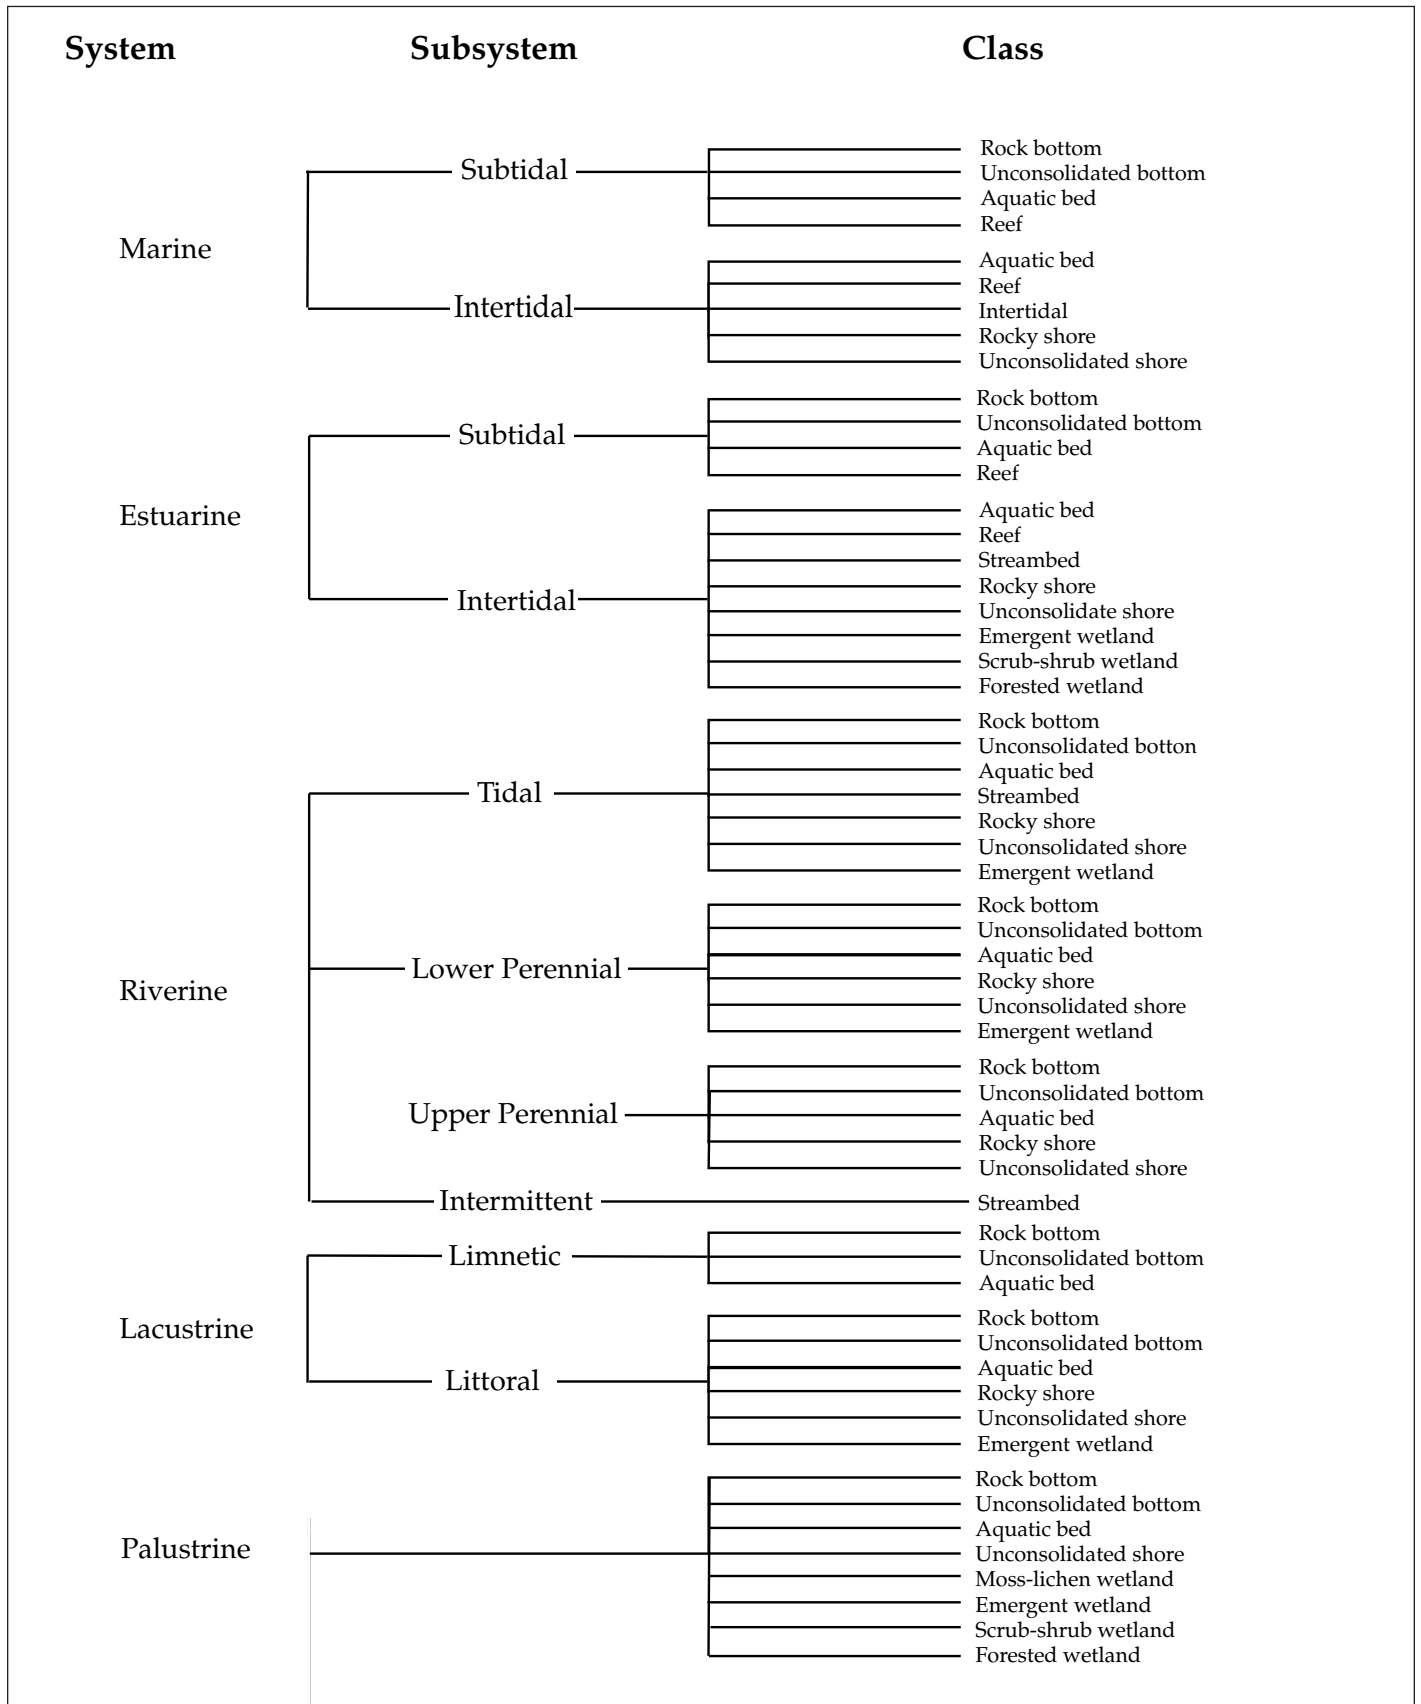 System Subsystem Class
Marine
Subtidal
Rock bottom
Unconsolidated bottom
Aquatic bed
Reef
Intertidal
Aquatic bed
Reef
Intertidal
Rocky shore
Unconsolidated shore
Estuarine
Subtidal
Rock bottom
Unconsolidated bottom
Aquatic bed
Reef
Intertidal
Aquatic bed
Reef
Streambed
Rocky shore
Unconsolidate shore
Emergent wetland
Scrub-shrub wetland
Forested wetland
Riverine
Tidal
Rock bottom
Unconsolidated botton
Aquatic bed
Streambed
Rocky shore
Unconsolidated shore
Emergent wetland
Lower Perennial
Rock bottom
Unconsolidated bottom
Aquatic bed
Rocky shore
Unconsolidated shore
Emergent wetland
Upper Perennial
Rock bottom
Unconsolidated bottom
Aquatic bed
Rocky shore
Unconsolidated shore
Intermittent
Streambed
Lacustrine
Limnetic
Rock bottom
Unconsolidated bottom
Aquatic bed
Littoral
Rock bottom
Unconsolidated bottom
Aquatic bed
Rocky shore
Unconsolidated shore
Emergent wetland
Palustrine
Rock bottom
Unconsolidated bottom
Aquatic bed
Unconsolidated shore
Moss-lichen wetland
Emergent wetland
Scrub-shrub wetland
Forested wetland